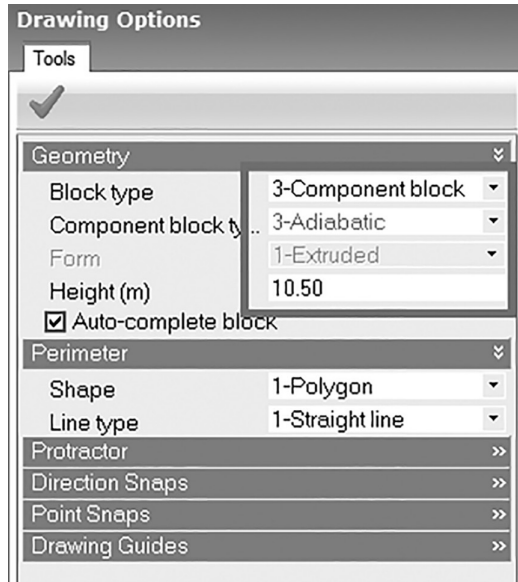 Drawing Options
Tools
Geometry
Block type 3-Component block
Component block ty.. 3-Adiabatic
Form 1-Extruded
Height (m) 10.50
Auto-complete block
Perimeter
Shape 1-Polygon
Line type 1-Straight line
Protractor
Direction Snaps
Point Snaps
Drawing Guides